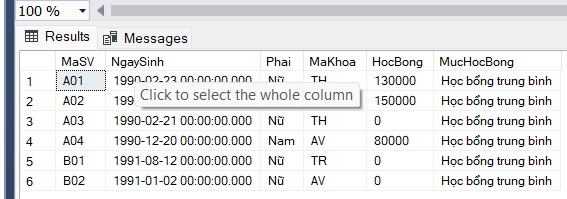 100 %
Results Messages
MaSV NgaySinh Phai MaKhoa HocBong MucHocBong
1 A01 1990-02-23 00:00:00.000 Nữ TH 130000 Học bổng trung bình
2 A02 150000 Học bổng trung bình
Click to select the whole column
3 A03 1990-02-21 00:00:00.000 Nữ TH 0 Học bổng trung bình
4 A04 1990-12-20 00:00:00.000 Nam AV 80000 Học bổng trung bình
5 B01 1991-08-12 00:00:00.000 Nữ TR 0 Học bổng trung bình
6 B02 1991-01-02 00:00:00.000 Nữ AV 0 Học bổng trung bình